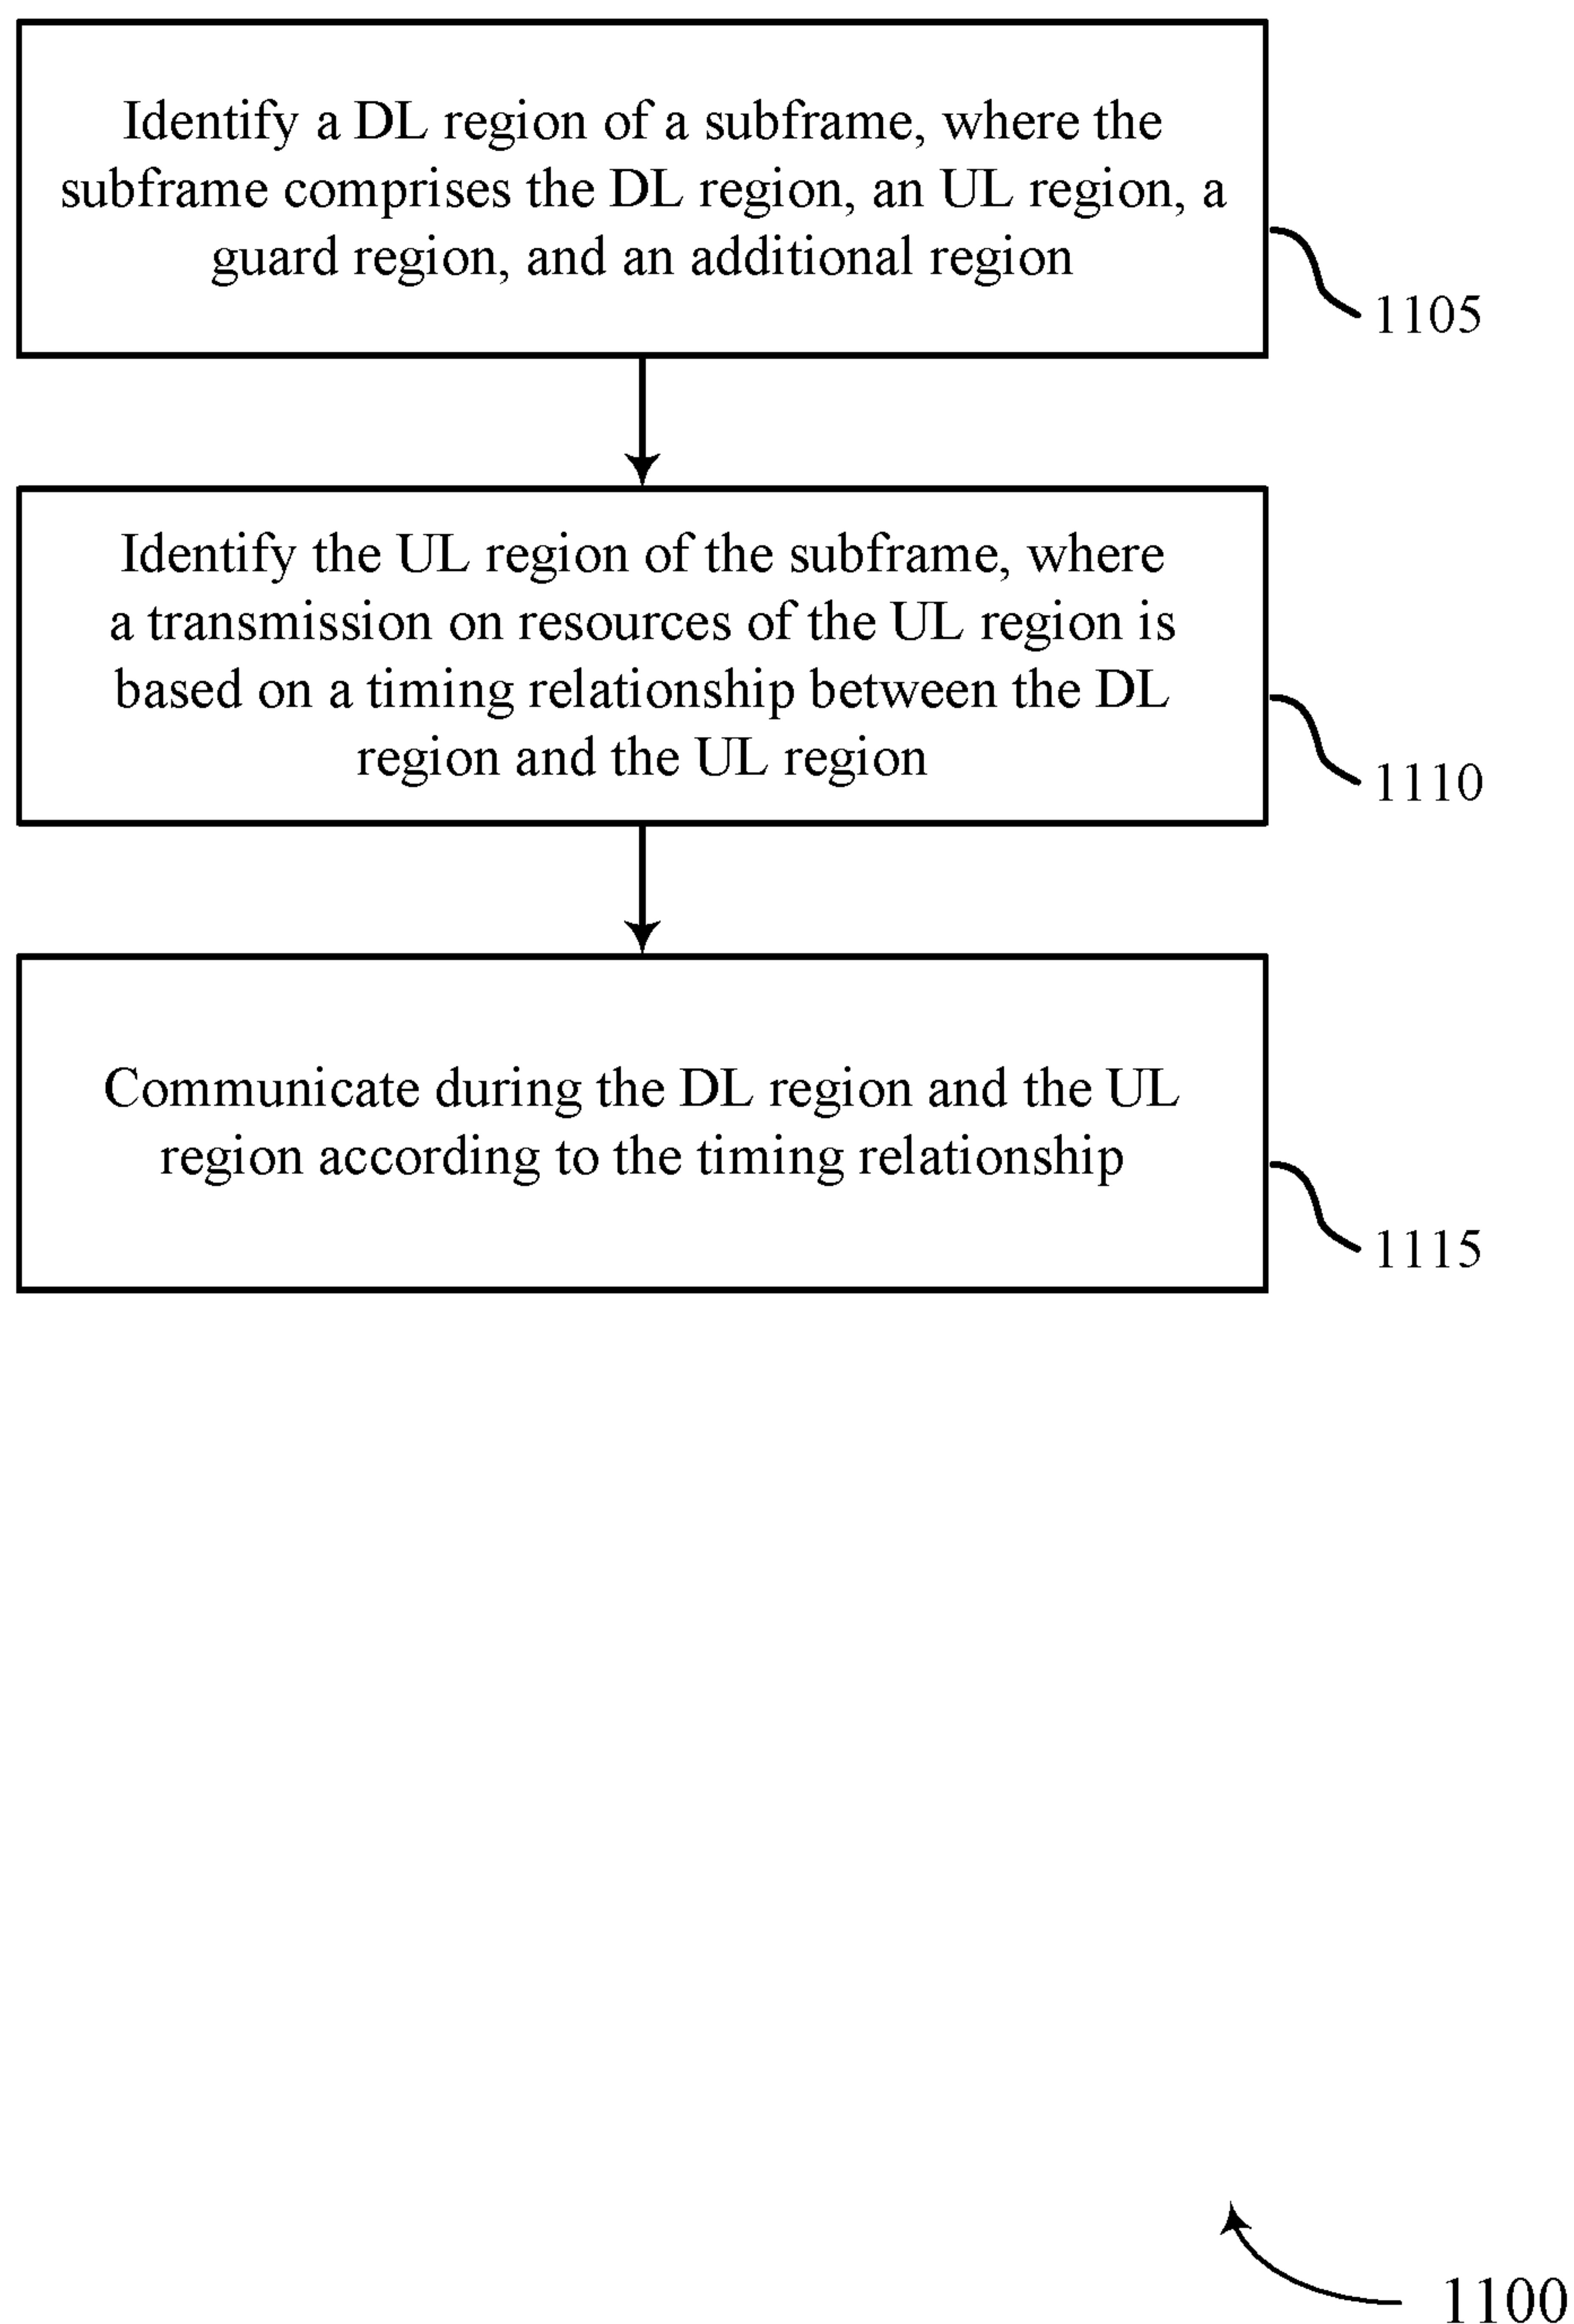 Identify a DL region of a subframe, where the
subframe comprises the DL region, an UL region, a
guard region, and an additional region
1105
Identify the UL region of the subframe, where
a transmission on resources of the UL region is
based on a timing relationship between the DL
region and the UL region
1110
Communicate during the DL region and the UL
region according to the timing relationship
1115
1100